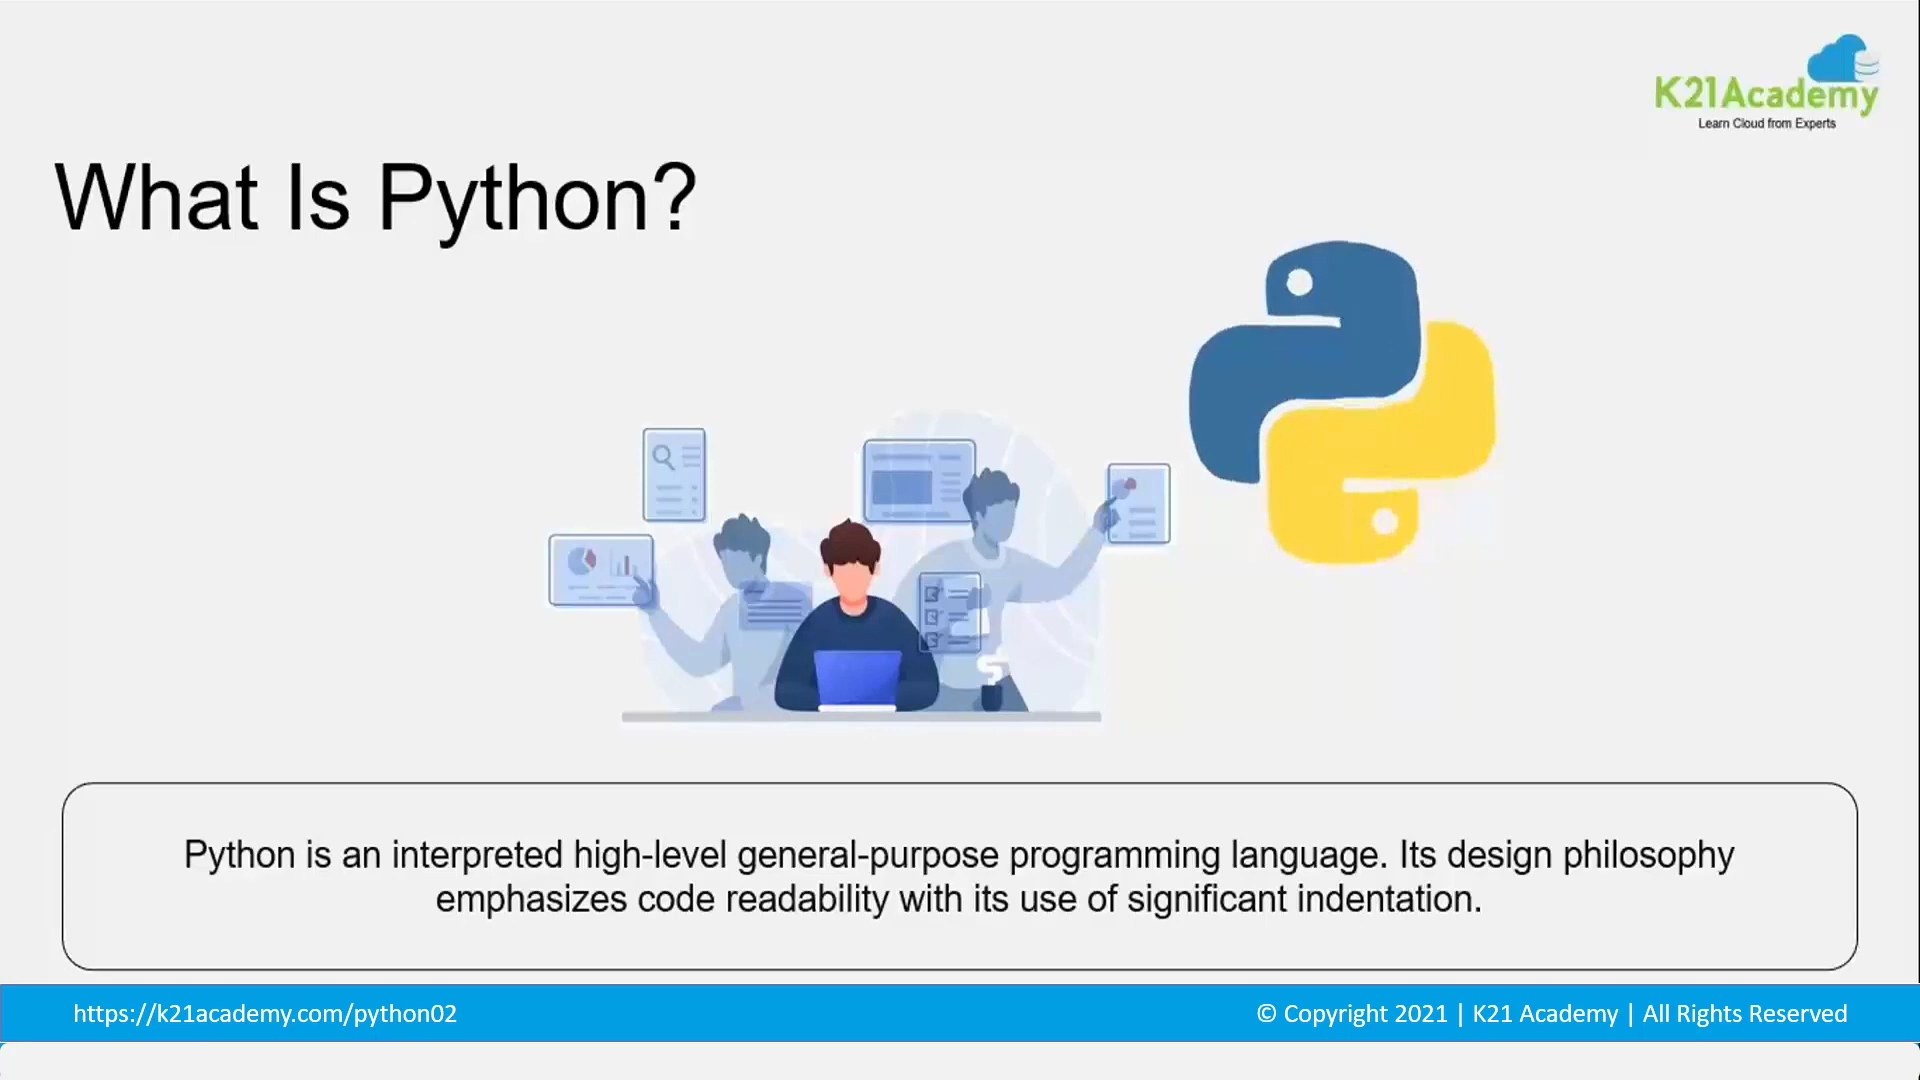 K21Academy
Learn Cloud from Experts
What Is Python?
Python is an interpreted high-level general-purpose programming language. Its design philosophy
emphasizes code readability with its use of significant indentation.
https://k21academy.com/python02
© Copyright 2021 | K21 Academy | All Rights Reserved